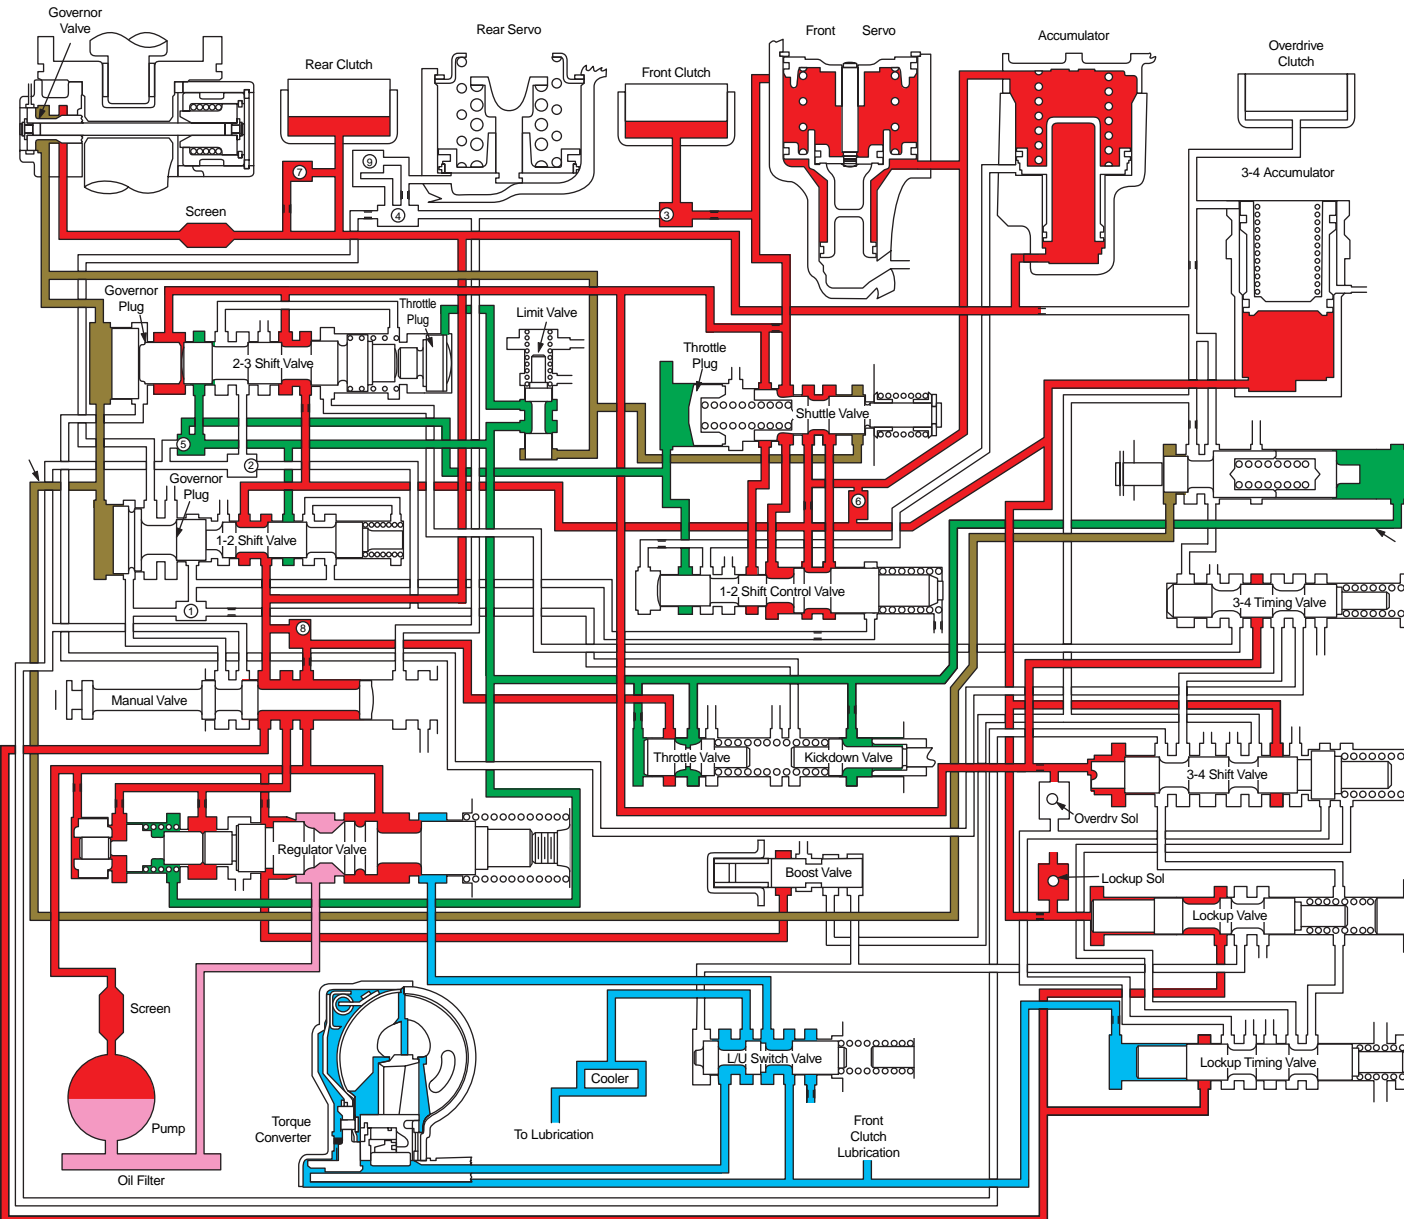 Governor
Valve
Rear Servo
Front Servo
Accumulator
Overdrive
Clutch
Rear Clutch
Front Clutch
9
7
3-4 Accumulator
Screen
4
3
Governor
Plug
Throttle
Plug
Limit Valve
Throttle
Plug
2-3 Shift Valve
Shuttle Valve
5
2
Governor
Plug
6
1-2 Shift Valve
1-2 Shift Control Valve
3-4 Timing Valve
1
8
Manual Valve
Throttle Valve
Kickdown Valve
3-4 Shift Valve
Overdrv Sol
Regulator Valve
Boost Valve
Lockup Sol
Lockup Valve
Screen
L/U Switch Valve
Lockup Timing Valve
Cooler
Pump
Torque
Converter
To Lubrication
Front
Clutch
Lubrication
Oil Filter